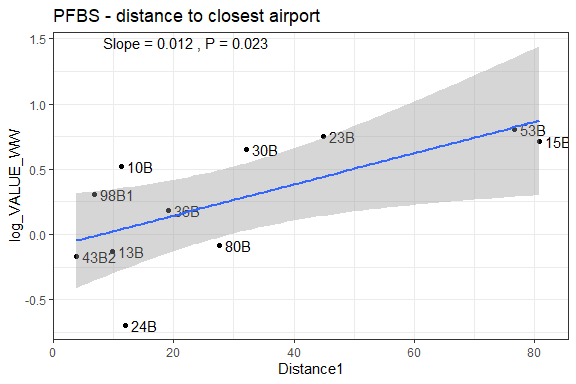 PFBS - distance to closest airport
Slope = 0.012 , P = 0.023
1.5
1.0
0.5
0.0
-0.5
log_VALUE_WW
23B
53B
15B
30B
10B
98B1
36B
80B
13B
43B2
24B
0
20
40
60
80
Distance1